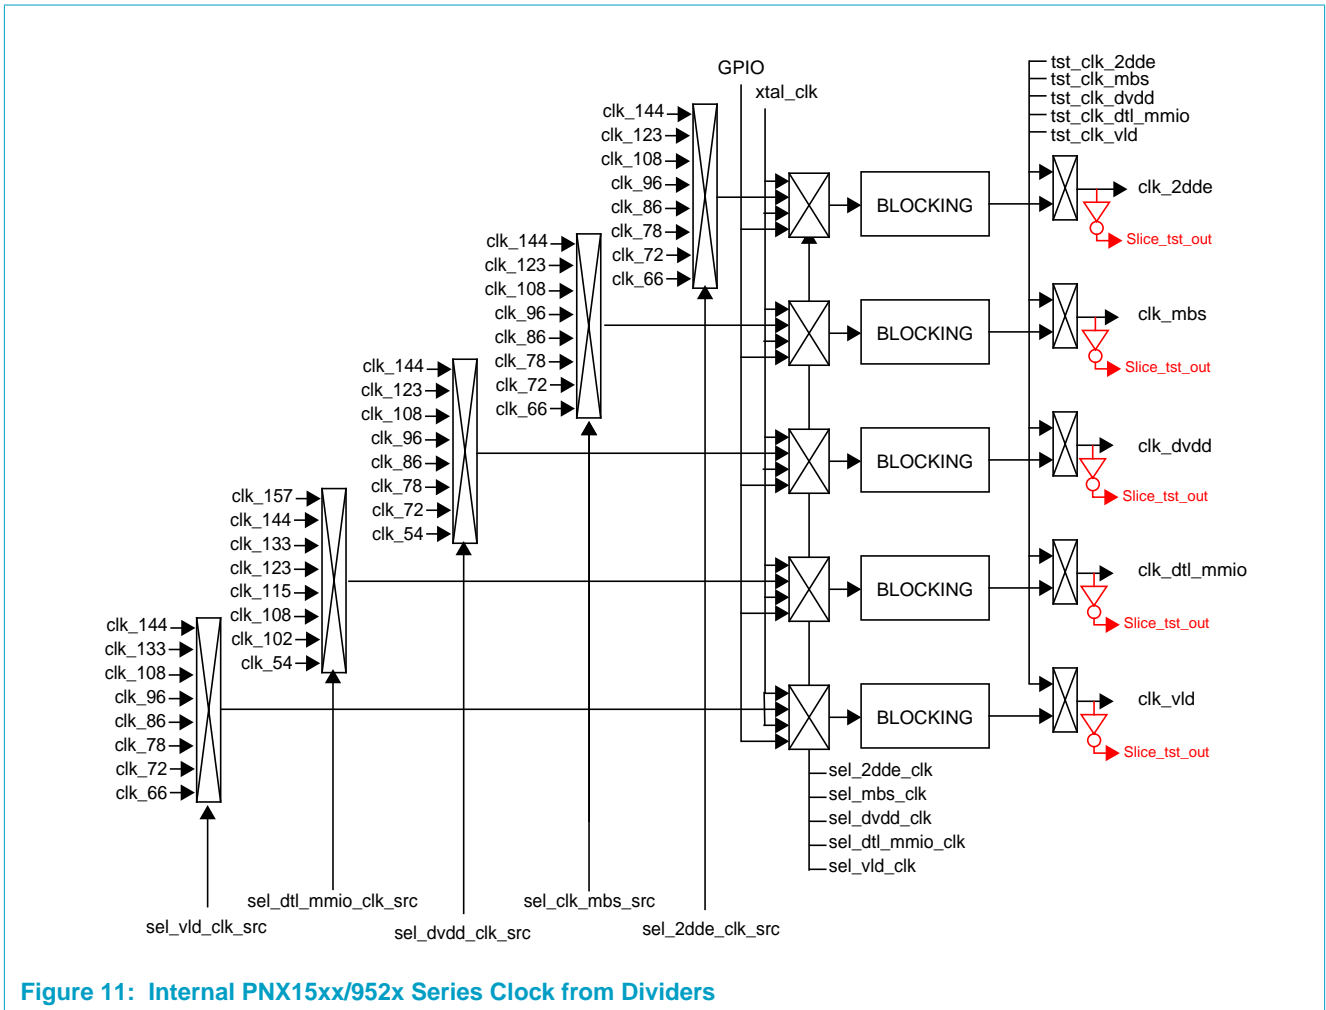 GPIO
xtal_clk
tst_clk_2dde
tst_clk_mbs
tst_clk_dvdd
tst_clk_dtl_mmio
tst_clk_vld
clk_144
clk_123
clk_108
clk_96
clk_86
clk_78
clk_72
clk_66
BLOCKING
clk_2dde
Slice_tst_out
clk_144
clk_123
clk_108
clk_96
clk_86
clk_78
clk_72
clk_66
BLOCKING
clk_mbs
Slice_tst_out
clk_144
clk_123
clk_108
clk_96
clk_86
clk_78
clk_72
clk_54
BLOCKING
clk_dvdd
Slice_tst_out
clk_157
clk_144
clk_133
clk_123
clk_115
clk_108
clk_102
clk_54
BLOCKING
clk_dtl_mmio
Slice_tst_out
clk_144
clk_133
clk_108
clk_96
clk_86
clk_78
clk_72
clk_66
BLOCKING
clk_vld
Slice_tst_out
sel_2dde_clk
sel_mbs_clk
sel_dvdd_clk
sel_dtl_mmio_clk
sel_vld_clk
sel_vld_clk_src
sel_dtl_mmio_clk_src
sel_dvdd_clk_src
sel_clk_mbs_src
sel_2dde_clk_src
Figure 11: Internal PNX15xx/952x Series Clock from Dividers